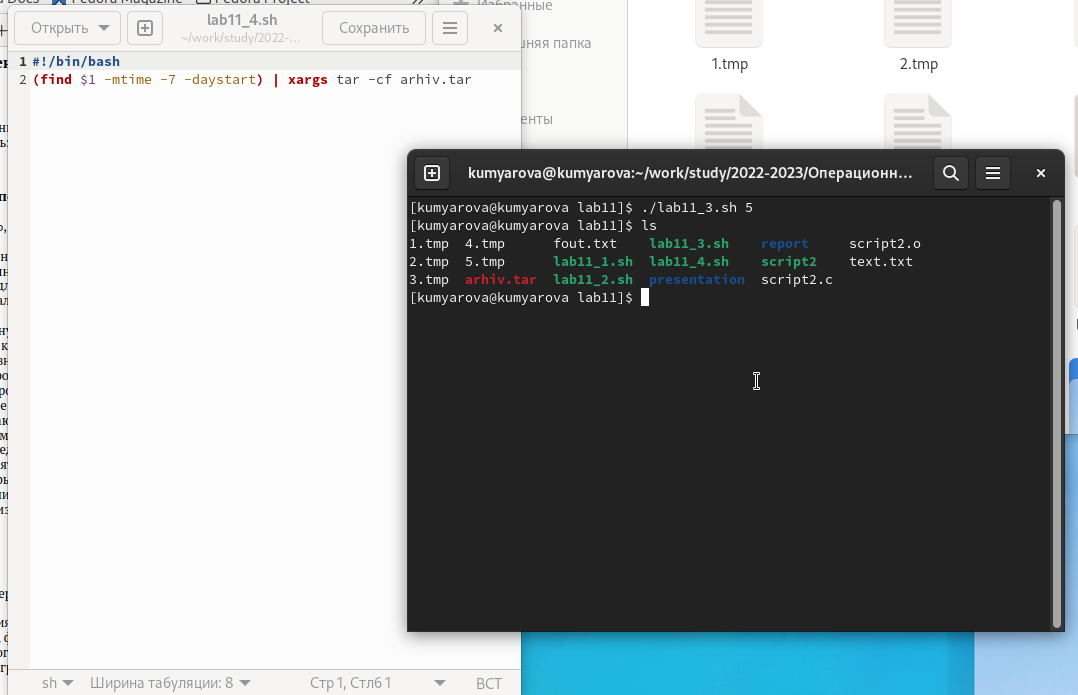 Docs Fedora Magazine Fedora Project
Открыть
lab11_4.sh
~/work/study/2022-...
Сохранить
1 #!/bin/bash
2 (find $1 -mtime -7 -daystart) | xargs tar -cf arhiv.tar
sh
Ширина табуляции: 8
Стр 1, Стлб 1
ВСТ
Избранные
папка
1.tmp
2.tmp
kumyarova@kumyarova:~/work/study/2022-2023/Операционн...
[kumyarova@kumyarova lab11]$ ./lab11_3.sh 5
[kumyarova@kumyarova lab11]$ ls
1.tmp 4.tmp fout.txt lab11_3.sh report script2.o
2.tmp 5.tmp lab11_1.sh lab11_4.sh script2 text.txt
3.tmp arhiv.tar lab11_2.sh presentation script2.c
[kumyarova@kumyarova lab11]$